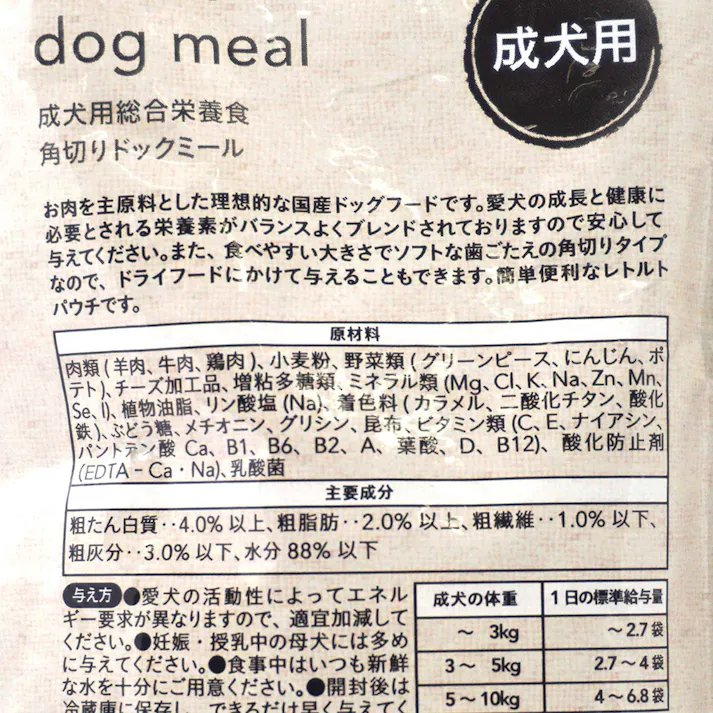 dog meal
成犬用
成犬用総合栄養食
角切りドックミール
お肉を主原料とした理想的な国産ドッグフードです。愛犬の成長と健康に
必要とされる栄養素がバランスよくブレンドされておりますので安心して
与えてください。また、食べやすい大きさでソフトな歯ごたえの角切りタイプ
なので、ドライフードにかけて与えることもできます。簡単便利なレトルト
パウチです。
原材料
肉類(羊肉、牛肉、鶏肉)、小麦粉、野菜類(グリーンピース、にんじん、ポ
テト)、チーズ加工品、増粘多糖類、ミネラル類(Mg、Cl、K、Na、Zn、Mn、
Se、I)、植物油脂、リン酸塩(Na)、着色料(カラメル、二酸化チタン、酸化
鉄)、ぶどう糖、メチオニン、グリシン、昆布、ビタミン類(C、E、ナイアシン、
パントテン酸Ca、B1、B6、B2、A、葉酸、D、B12)、酸化防止剤
(EDTA-Ca・Na)、乳酸菌
主要成分
粗たん白質‥4.0%以上、粗脂肪‥2.0%以上、粗繊維‥1.0%以下、
粗灰分‥3.0%以下、水分88%以下
与え方 ●愛犬の活動性によってエネル
ギー要求が異なりますので、適宜加減して
ください。●妊娠・授乳中の母犬には多め
に与えてください。●食事中はいつも新鮮
な水を十分にご用意ください。●開封後は
冷蔵庫に保存し、できるだけ早く与えてく
成犬の体重 1日の標準給与量
〜 3kg 〜2.7袋
3〜 5kg 2.7〜4袋
5〜10kg 4〜6.8袋